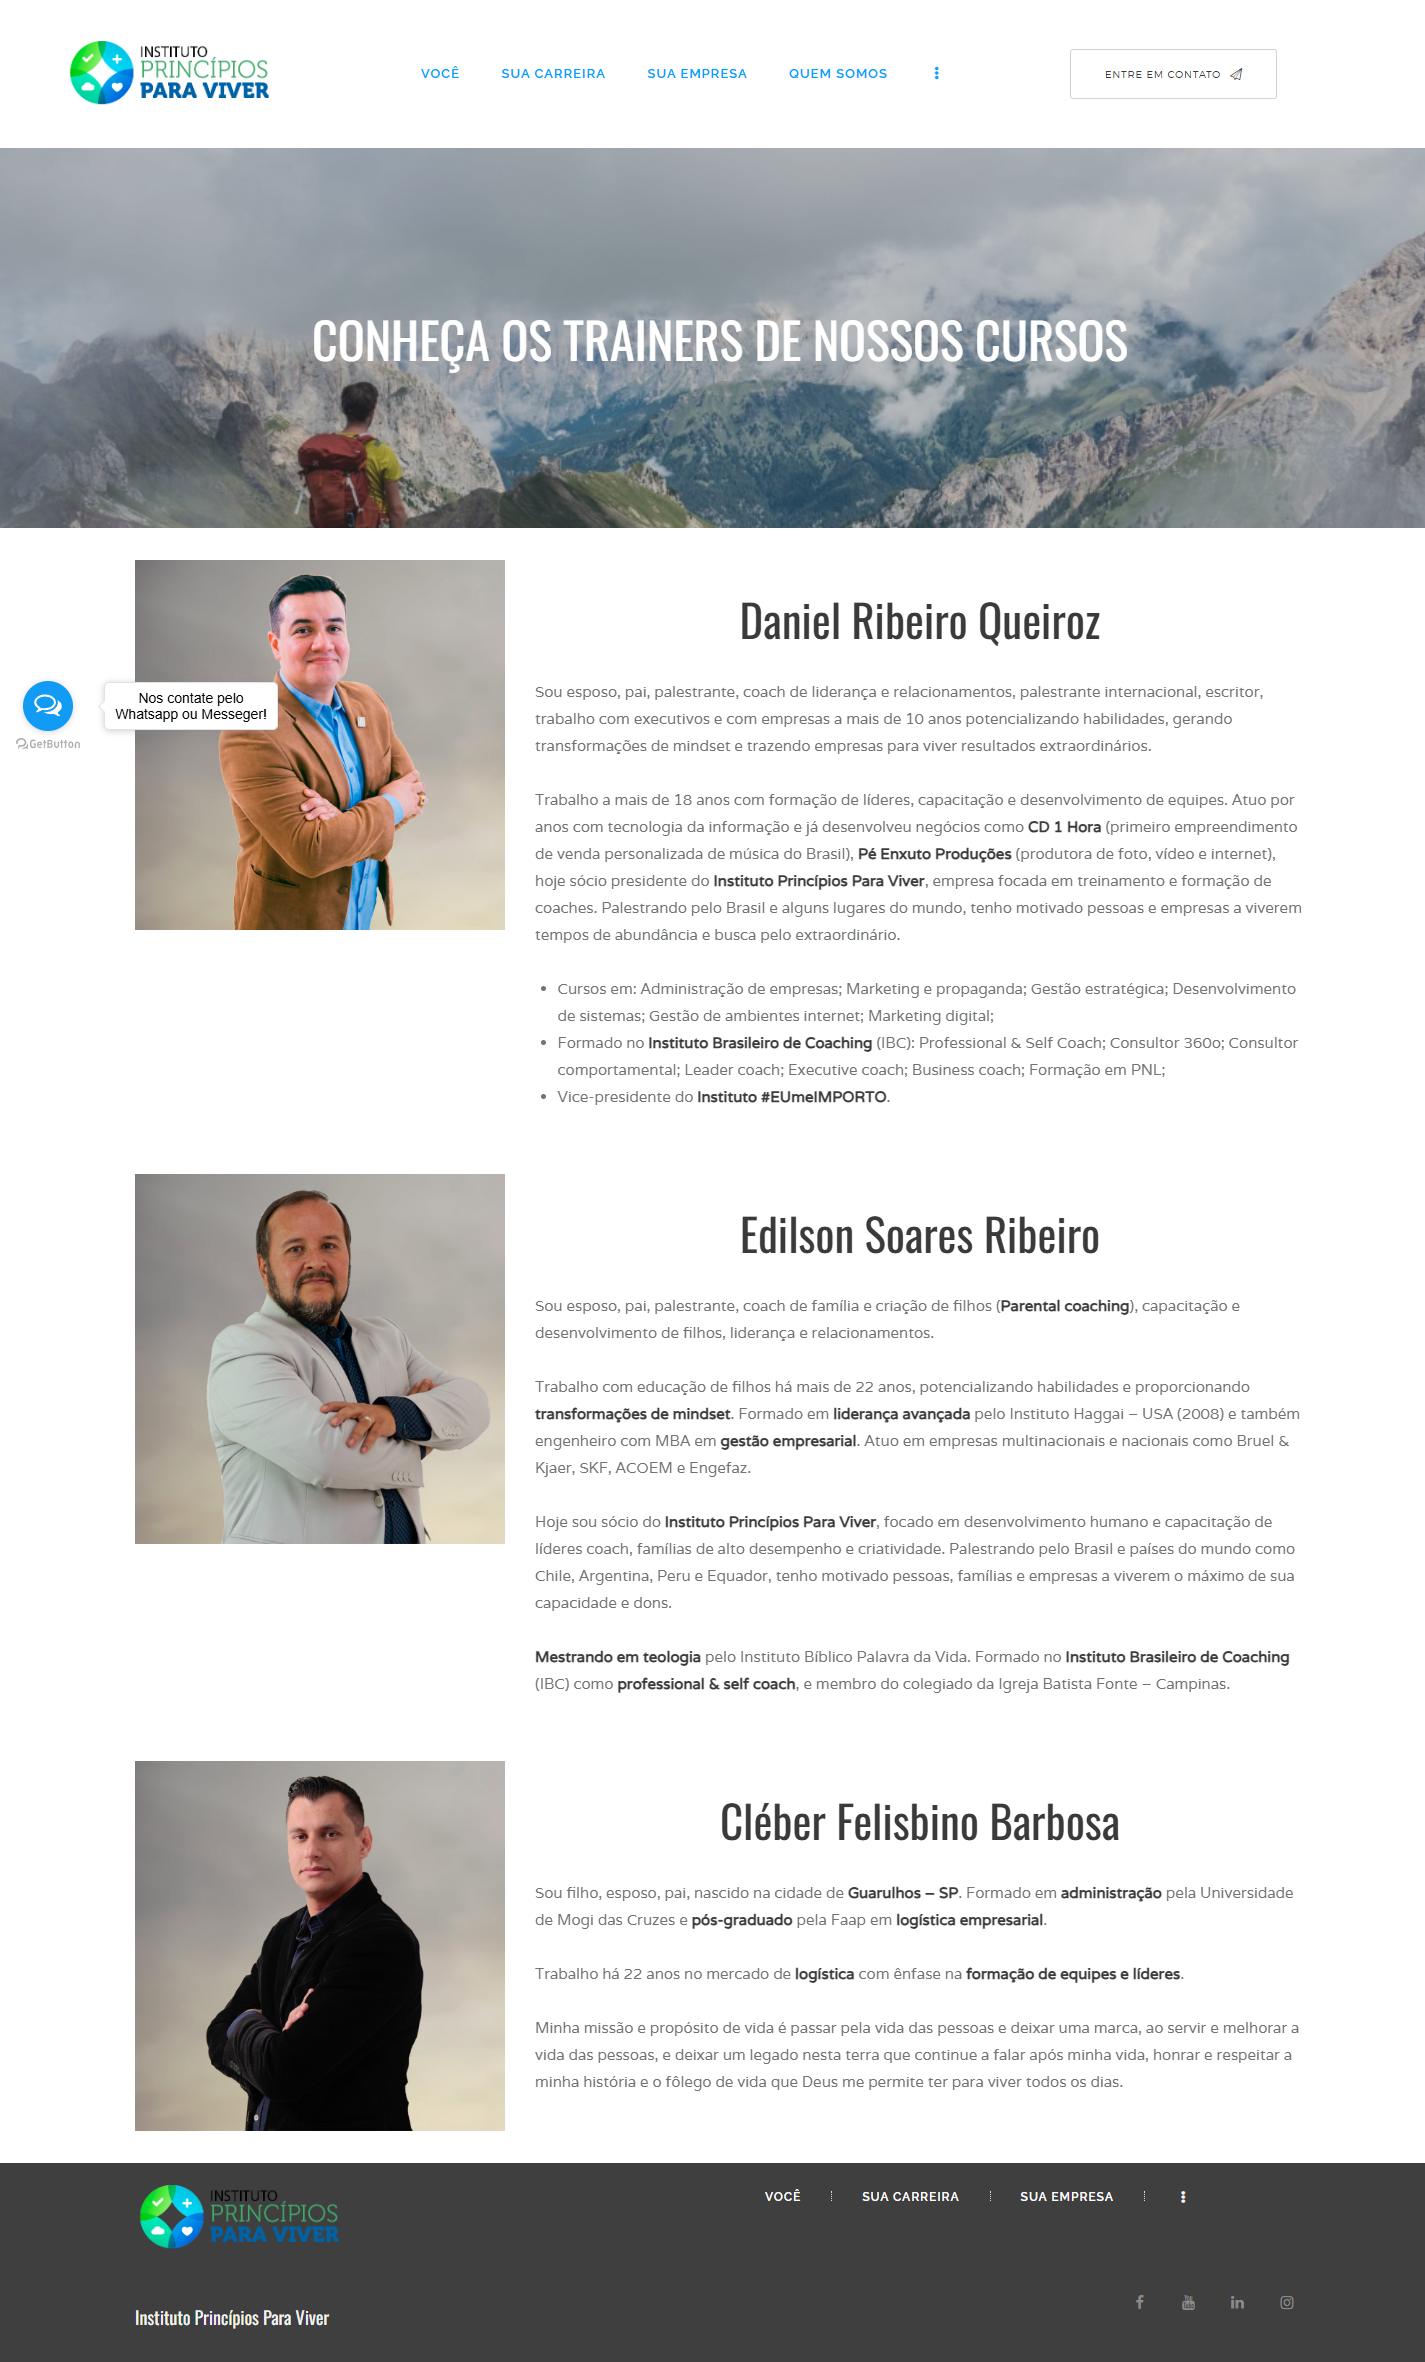 INSTITUTO
PRINCÍPIOS
PARA VIVER
VOCÊ
SUA CARREIRA
SUA EMPRESA
QUEM SOMOS
ENTRE EM CONTATO
CONHEÇA OS TRAINERS DE NOSSOS CURSOS
Nos contate pelo
Whatsapp ou Messeger!
GetButton
Daniel Ribeiro Queiroz
Sou esposo, pai, palestrante, coach de liderança e relacionamentos, palestrante internacional, escritor,
trabalho com executivos e com empresas a mais de 10 anos potencializando habilidades, gerando
transformações de mindset e trazendo empresas para viver resultados extraordinários.
Trabalho a mais de 18 anos com formação de líderes, capacitação e desenvolvimento de equipes. Atuo por
anos com tecnologia da informação e já desenvolveu negócios como CD 1 Hora (primeiro empreendimento
de venda personalizada de música do Brasil), Pé Enxuto Produções (produtora de foto, vídeo e internet),
hoje sócio presidente do Instituto Princípios Para Viver, empresa focada em treinamento e formação de
coaches. Palestrando pelo Brasil e alguns lugares do mundo, tenho motivado pessoas e empresas a viverem
tempos de abundância e busca pelo extraordinário.
• Cursos em: Administração de empresas; Marketing e propaganda; Gestão estratégica; Desenvolvimento
de sistemas; Gestão de ambientes internet; Marketing digital;
• Formado no Instituto Brasileiro de Coaching (IBC): Professional & Self Coach; Consultor 360o; Consultor
comportamental; Leader coach; Executive coach; Business coach; Formação em PNL;
• Vice-presidente do Instituto #EUmeIMPORTO.
Edilson Soares Ribeiro
Sou esposo, pai, palestrante, coach de família e criação de filhos (Parental coaching), capacitação e
desenvolvimento de filhos, liderança e relacionamentos.
Trabalho com educação de filhos há mais de 22 anos, potencializando habilidades e proporcionando
transformações de mindset. Formado em liderança avançada pelo Instituto Haggai – USA (2008) e também
engenheiro com MBA em gestão empresarial. Atuo em empresas multinacionais e nacionais como Bruel &
Kjaer, SKF, ACOEM e Engefaz.
Hoje sou sócio do Instituto Princípios Para Viver, focado em desenvolvimento humano e capacitação de
líderes coach, famílias de alto desempenho e criatividade. Palestrando pelo Brasil e países do mundo como
Chile, Argentina, Peru e Equador, tenho motivado pessoas, famílias e empresas a viverem o máximo de sua
capacidade e dons.
Mestrando em teologia pelo Instituto Bíblico Palavra da Vida. Formado no Instituto Brasileiro de Coaching
(IBC) como professional & self coach, e membro do colegiado da Igreja Batista Fonte – Campinas.
Cléber Felisbino Barbosa
Sou filho, esposo, pai, nascido na cidade de Guarulhos – SP. Formado em administração pela Universidade
de Mogi das Cruzes e pós-graduado pela Faap em logística empresarial.
Trabalho há 22 anos no mercado de logística com ênfase na formação de equipes e líderes.
Minha missão e propósito de vida é passar pela vida das pessoas e deixar uma marca, ao servir e melhorar a
vida das pessoas, e deixar um legado nesta terra que continue a falar após minha vida, honrar e respeitar a
minha história e o fôlego de vida que Deus me permite ter para viver todos os dias.
INSTITUTO
PRINCÍPIOS
PARA VIVER
VOCÊ
SUA CARREIRA
SUA EMPRESA
Instituto Princípios Para Viver